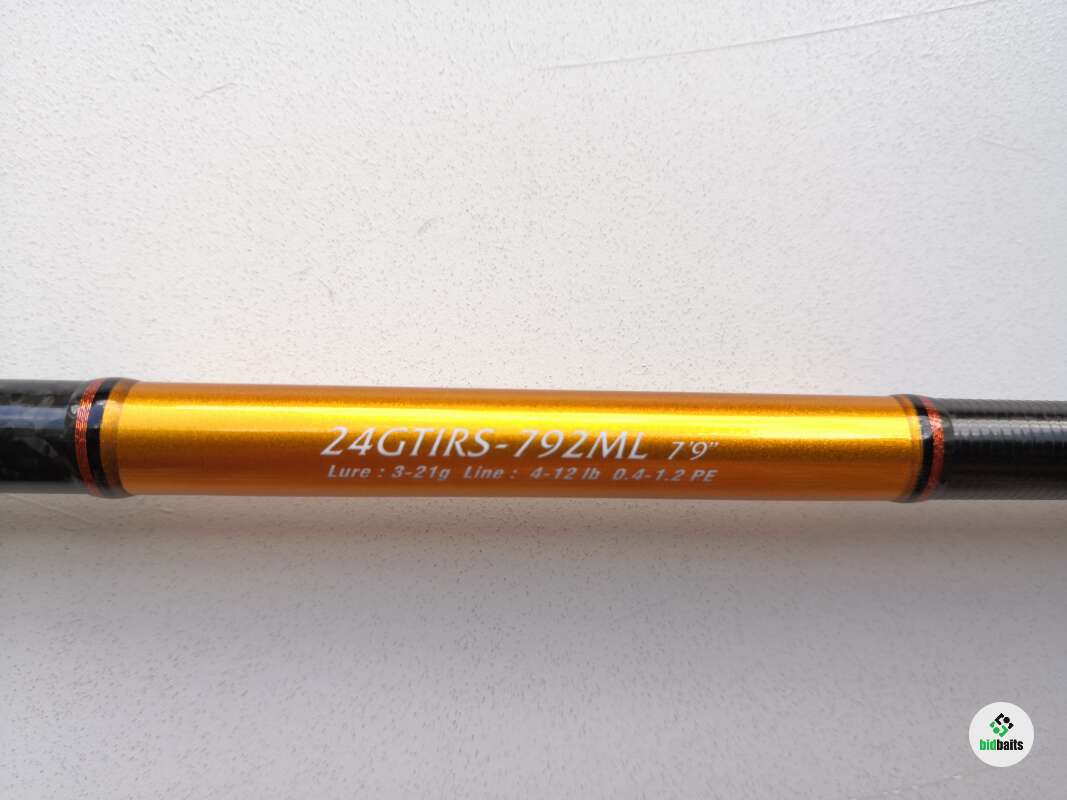 24GTIRS-792ML 7'9"
Lure : 3-21g Line : 4-12 lb 0.4-1.2 PE
bidbaits